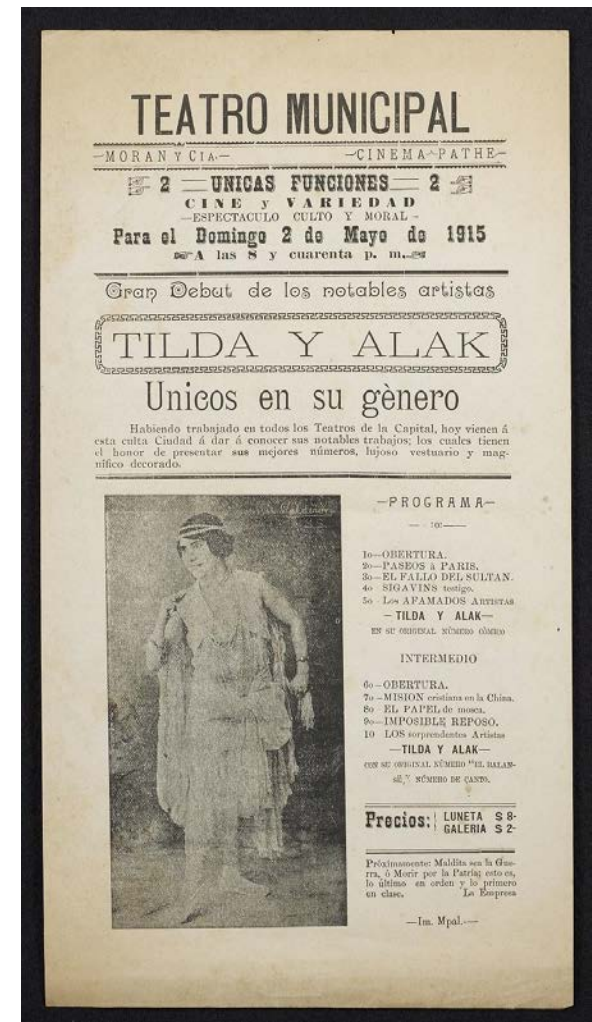 TEATRO MUNICIPAL
—MORAN Y CIA.— —CINEMA-PATHE—
2 UNICAS FUNCIONES 2
CINE y VARIEDAD
—ESPECTACULO CULTO Y MORAL-
Para el Domingo 2 de Mayo de 1915
A las 8 y cuarenta p. m.
Gran Debut de los notables artistas
TILDA Y ALAK
Unicos en su gènero
Habiendo trabajado en todos los Teatros de la Capital, hoy vienen á
esta culta Ciudad á dar á conocer sus notables trabajos; los cuales tienen
el honor de presentar sus mejores números, lujoso vestuario y mag-
nífico decorado.
—PROGRAMA—
1o—OBERTURA.
2o—PASEOS à PARIS.
3o—EL FALLO DEL SULTAN.
4o SIGAVINS testigo.
5o Los AFAMADOS ARTISTAS
— TILDA Y ALAK—
EN SU ORIGINAL NÚMERO CÓMICO
INTERMEDIO
6o - OBERTURA.
7o —MISION cristiana en la China.
8o EL PAPEL de mosca.
9o—IMPOSIBLE REPOSO.
10 LOS sorprendentes Artistas
—TILDA Y ALAK—
CON SU ORIGINAL NÚMERO "EL BALAN-
SÉ," NÚMERO DE CANTO.
Precios: LUNETA $ 8-
GALERIA $ 2-
Próximamente: Maldita sea la Gue-
rra, ó Morir por la Patria; esto es,
lo último en orden y lo primero
en clase. La Empresa
—Im. Mpal.—